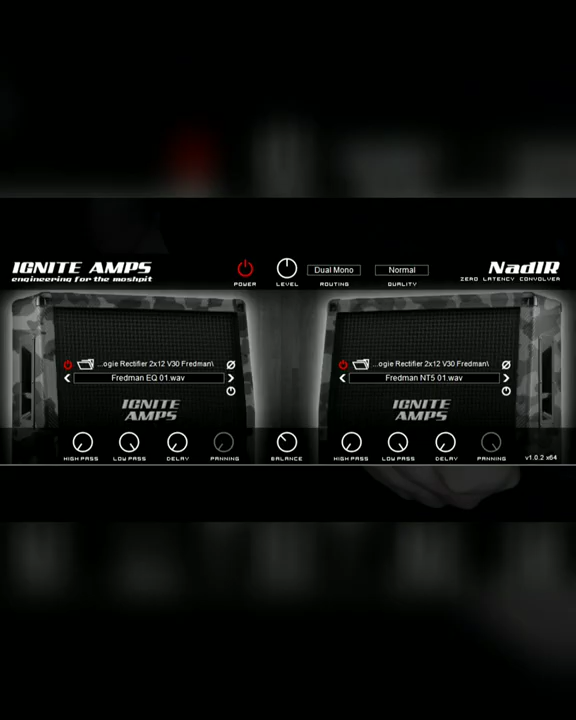 IGNITE AMPS
engineering for the moshpit
POWER
LEVEL
Dual Mono
ROUTING
Normal
QUALITY
NadIR
ZERO LATENCY CONVOLVER
...ogie Rectifier 2x12 V30 Fredman\
Fredman EQ 01.wav
IGNITE
AMPS
...ogie Rectifier 2x12 V30 Fredman\
Fredman NT5 01.wav
IGNITE
AMPS
HIGH PASS
LOW PASS
DELAY
PANNING
BALANCE
HIGH PASS
LOW PASS
DELAY
PANNING
v1.0.2 x64